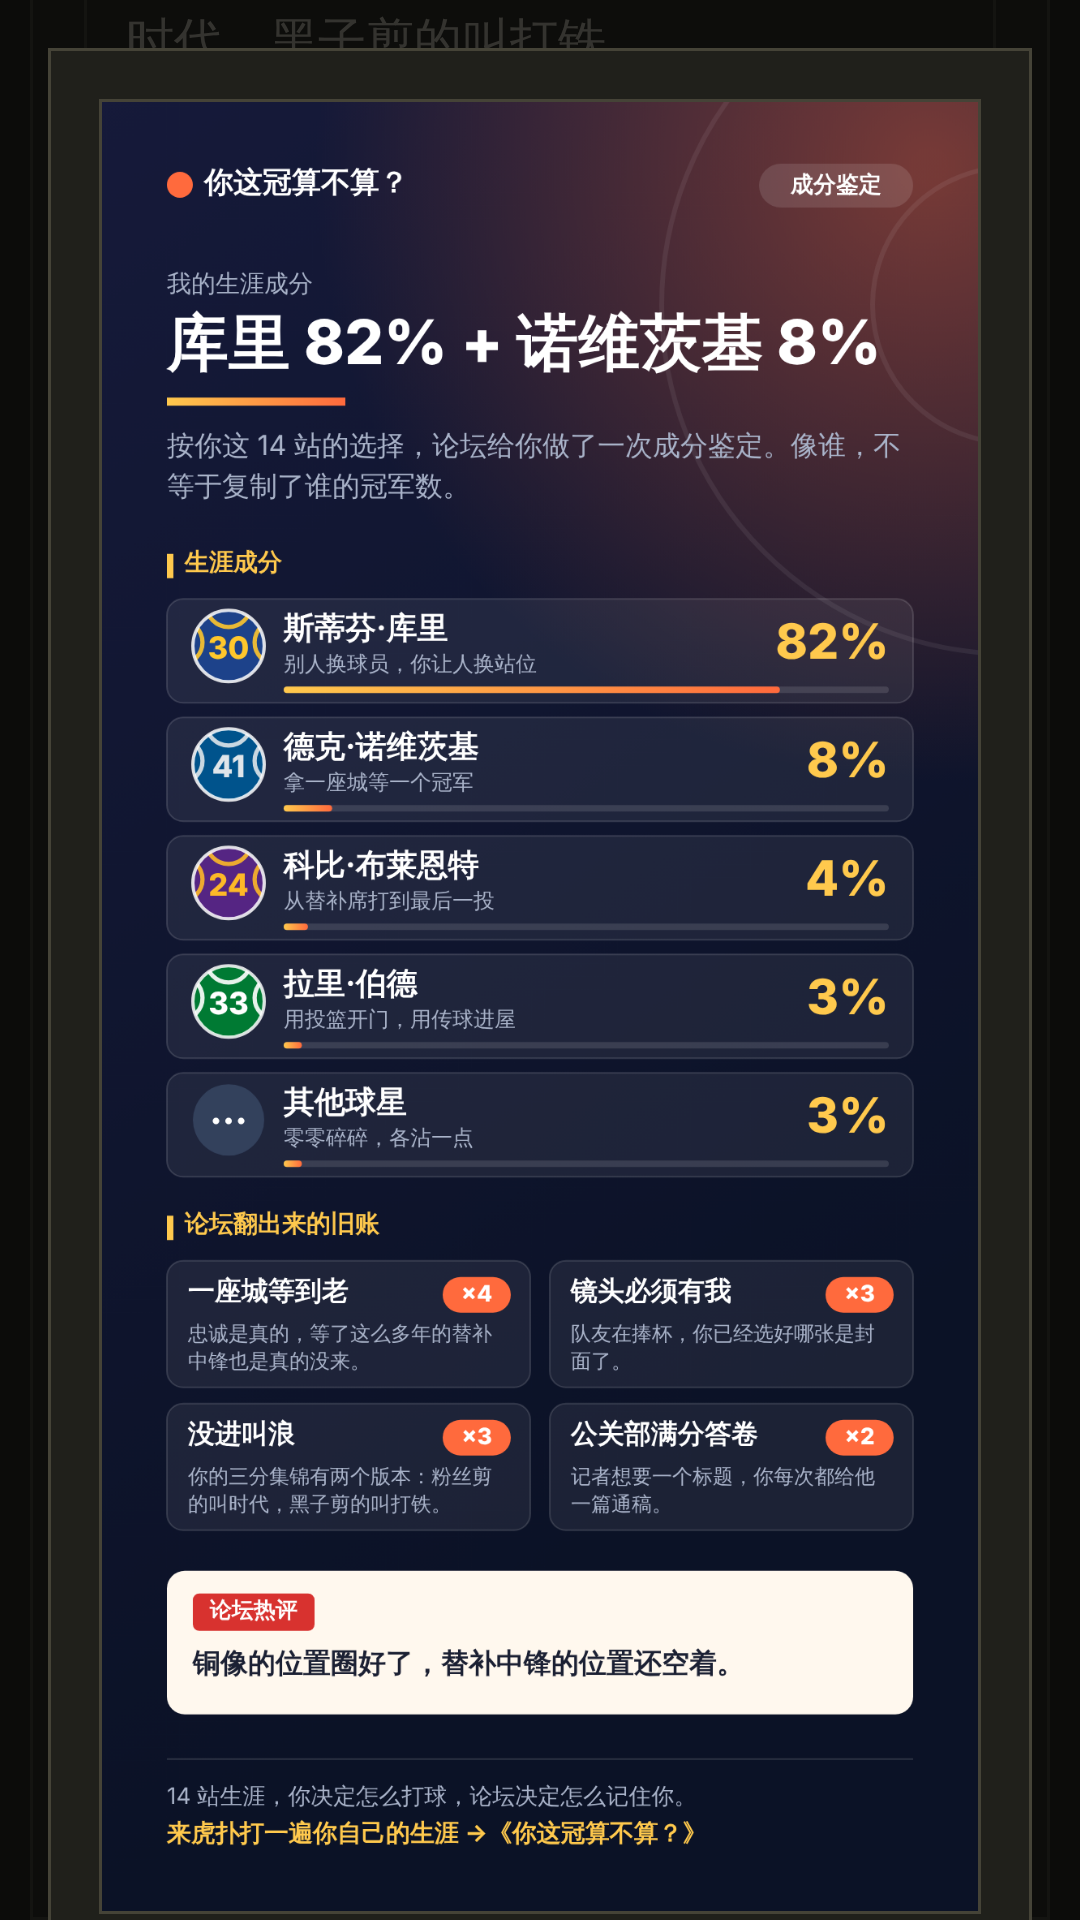 时代，黑子剪的叫打铁
你这冠算不算？
成分鉴定
我的生涯成分
库里 82% + 诺维茨基 8%
按你这 14 站的选择，论坛给你做了一次成分鉴定。像谁，不
等于复制了谁的冠军数。
生涯成分
30
斯蒂芬·库里
82%
别人换球员，你让人换站位
41
德克·诺维茨基
8%
拿一座城等一个冠军
24
科比·布莱恩特
4%
从替补席打到最后一投
33
拉里·伯德
3%
用投篮开门，用传球进屋
···
其他球星
3%
零零碎碎，各沾一点
论坛翻出来的旧账
一座城等到老
×4
忠诚是真的，等了这么多年的替补
中锋也是真的没来。
镜头必须有我
×3
队友在捧杯，你已经选好哪张是封
面了。
没进叫浪
×3
你的三分集锦有两个版本：粉丝剪
的叫时代，黑子剪的叫打铁。
公关部满分答卷
×2
记者想要一个标题，你每次都给他
一篇通稿。
论坛热评
铜像的位置圈好了，替补中锋的位置还空着。
14 站生涯，你决定怎么打球，论坛决定怎么记住你。
来虎扑打一遍你自己的生涯 →《你这冠算不算？》